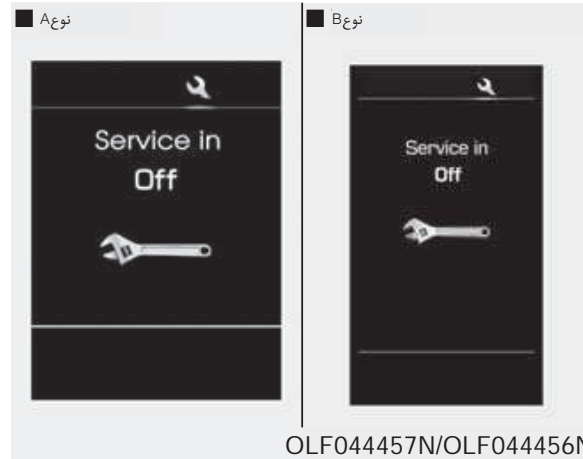 ■ نوعA
■ نوعB
Service in
Off
Service in
Off
OLF044457N/OLF044456N